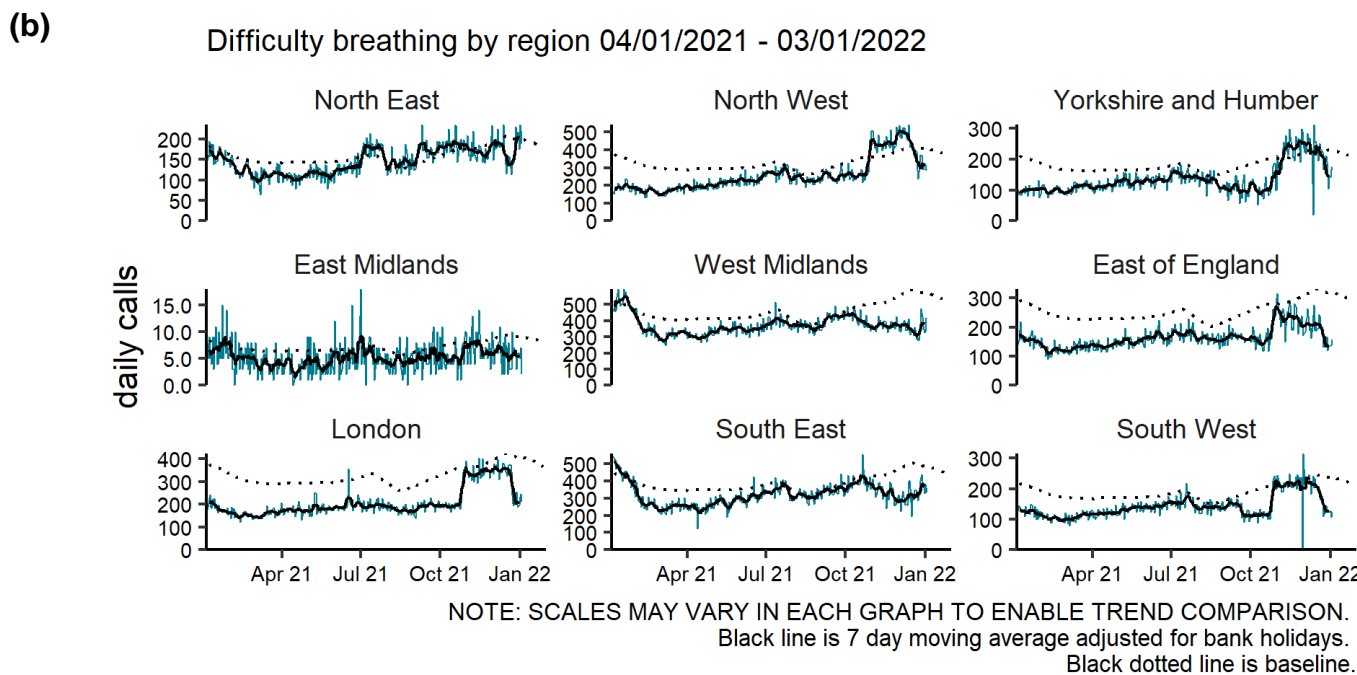 (b)
Difficulty breathing by region 04/01/2021 - 03/01/2022
daily calls
North East
200
150
100
50
0
North West
500
400
300
200
100
0
Yorkshire and Humber
300
200
100
0
East Midlands
15.0
10.0
5.0
0.0
West Midlands
500
400
300
200
100
0
East of England
300
200
100
0
London
400
300
200
100
0
Apr 21 Jul 21 Oct 21 Jan 22
South East
500
400
300
200
100
0
Apr 21 Jul 21 Oct 21 Jan 22
South West
300
200
100
0
Apr 21 Jul 21 Oct 21 Jan 22
NOTE: SCALES MAY VARY IN EACH GRAPH TO ENABLE TREND COMPARISON.
Black line is 7 day moving average adjusted for bank holidays.
Black dotted line is baseline.